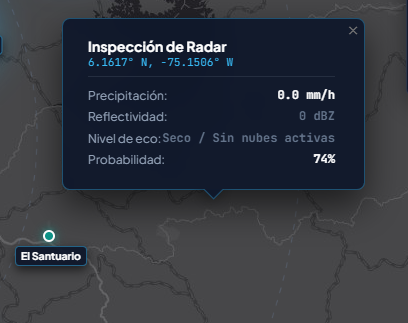 Inspección de Radar
6.1617° N, -75.1506° W
Precipitación: 0.0 mm/h
Reflectividad: 0 dBZ
Nivel de eco: Seco / Sin nubes activas
Probabilidad: 74%
El Santuario